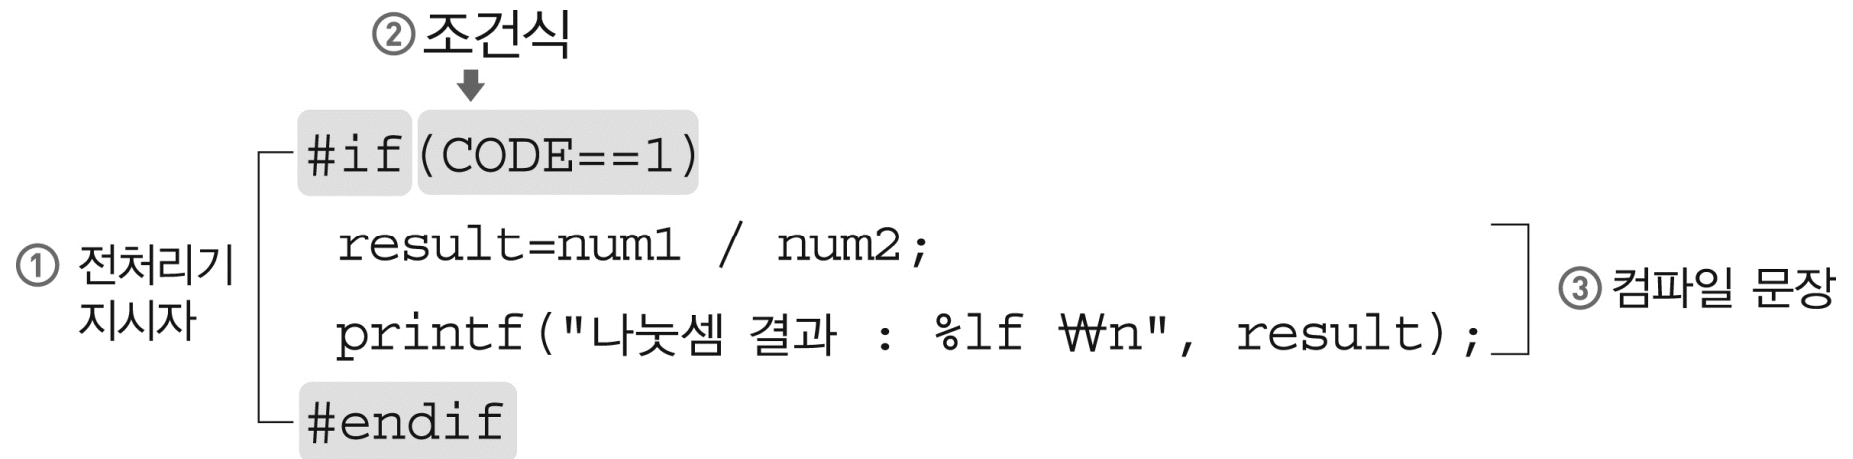 ② 조건식
#if(CODE==1)
result=num1 / num2;
printf("나눗셈 결과 : %lf ₩n", result);
#endif
① 전처리기
지시자
③ 컴파일 문장